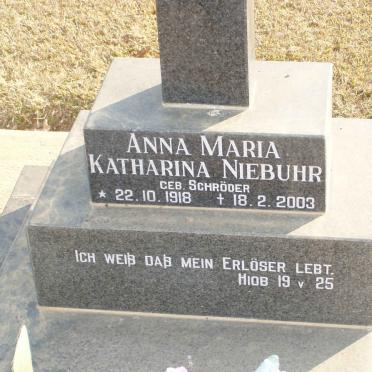 ANNA MARIA
KATHARINA NIEBUHR
GEB. SCHRÖDER
* 22. 10. 1918 † 18. 2. 2003
ICH WEIß DAß MEIN ERLÖSER LEBT.
HIOB 19 v 25